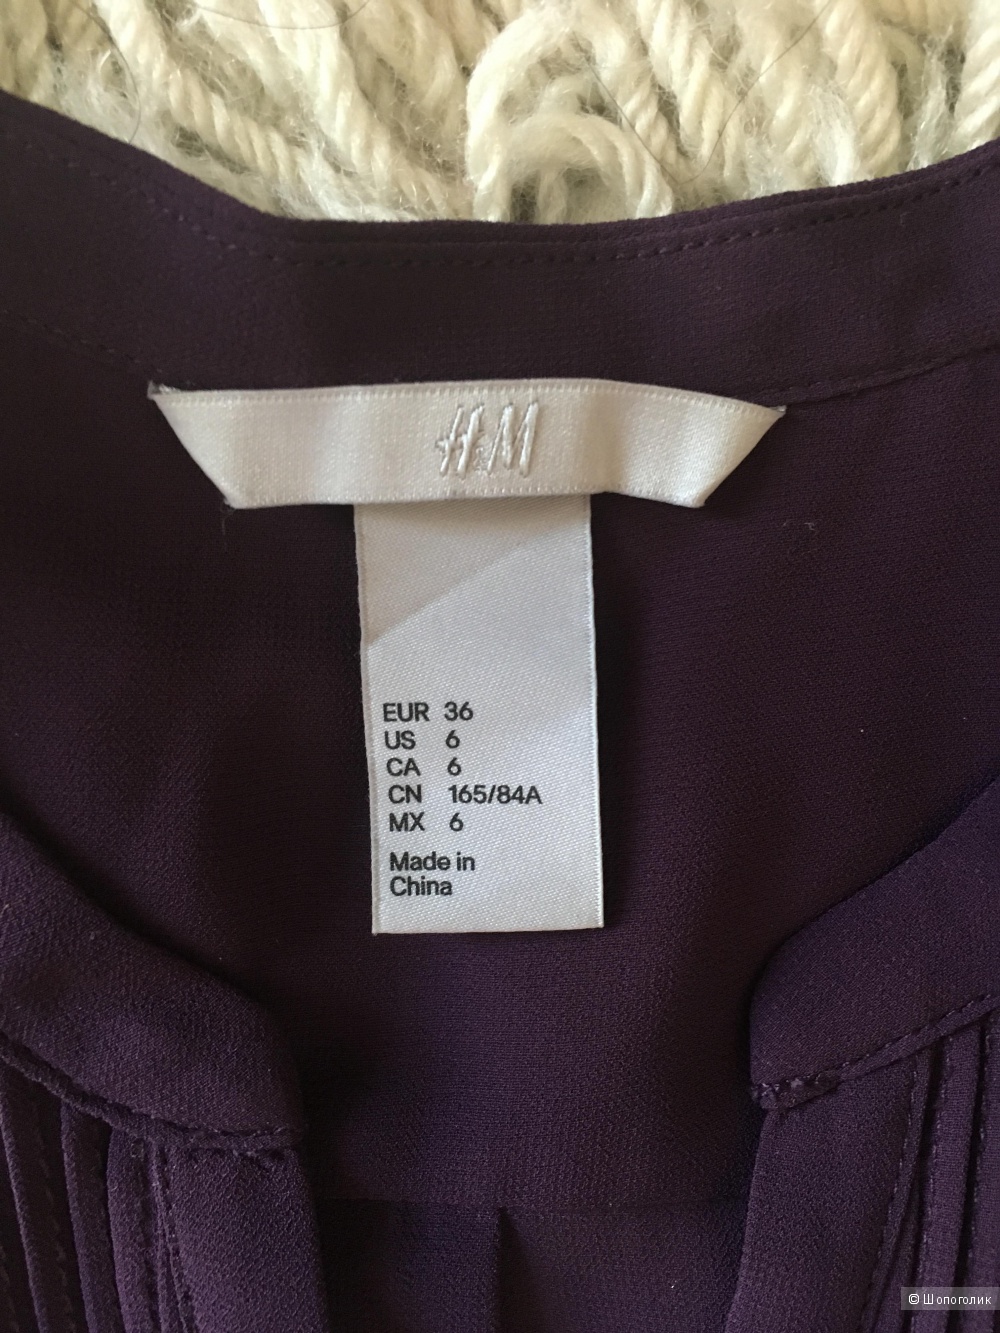 H&M
EUR 36
US 6
CA 6
CN 165/84A
MX 6
Made in
China
© Шопоголик